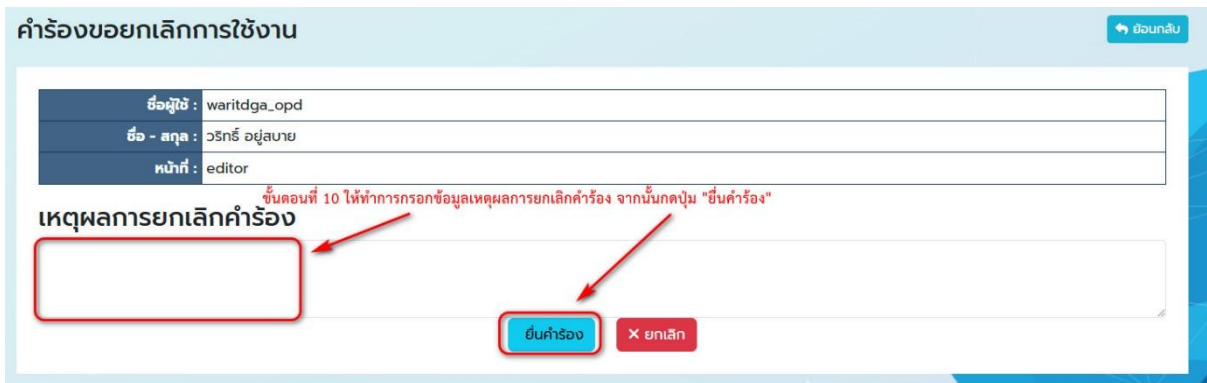 คำร้องขอยกเลิกการใช้งาน
ย้อนกลับ
ชื่อผู้ใช้ : waritdga_opd
ชื่อ - สกุล : วริทธิ์ อยู่สบาย
หน้าที่ : editor
ขั้นตอนที่ 10 ให้ทำการกรอกข้อมูลเหตุผลการยกเลิกคำร้อง จากนั้นกดปุ่ม "ยื่นคำร้อง"
เหตุผลการยกเลิกคำร้อง
ยื่นคำร้อง
× ยกเลิก